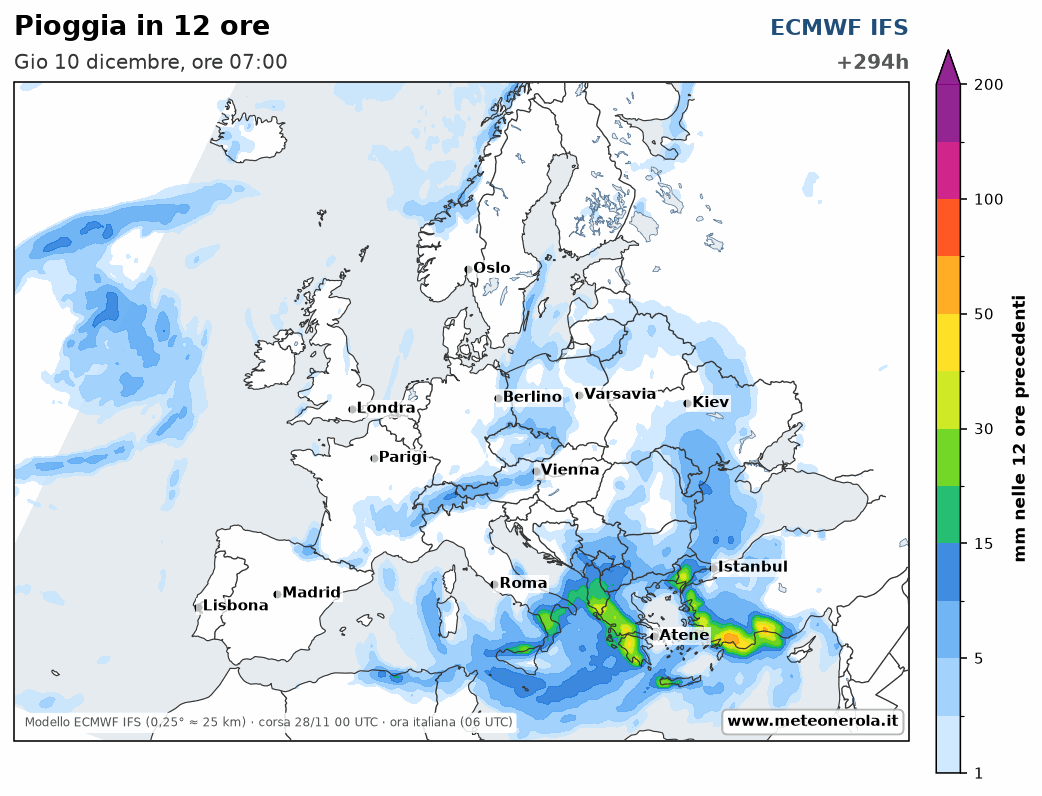 Pioggia in 12 ore
ECMWF IFS
Gio 10 dicembre, ore 07:00
+294h
200
100
50
30
15
5
1
mm nelle 12 ore precedenti
Oslo
Berlino
Varsavia
Kiev
Londra
Parigi
Vienna
Istanbul
Roma
Madrid
Lisbona
Atene
Modello ECMWF IFS (0,25° ≈ 25 km) · corsa 28/11 00 UTC · ora italiana (06 UTC)
www.meteonerola.it